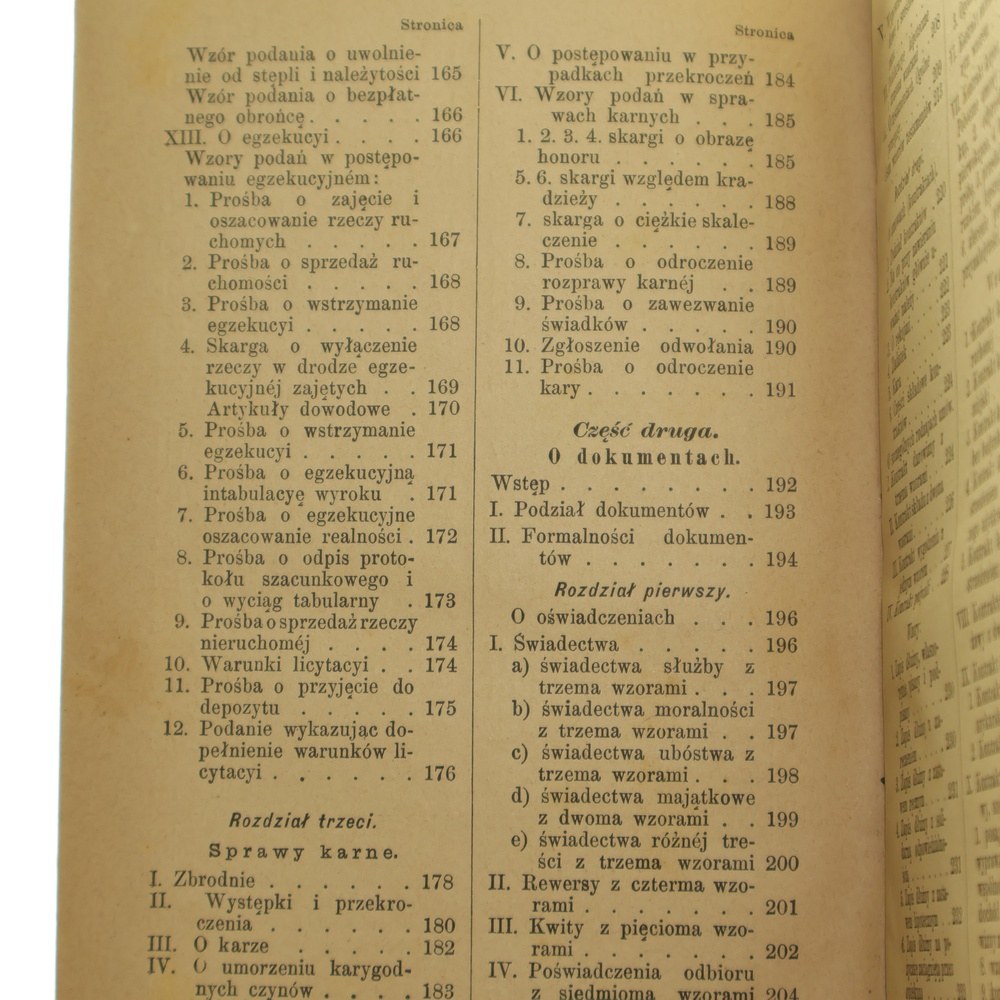 Stronica
Wzór podania o uwolnie-
nie od stępli i należytości 165
Wzór podania o bezpłat-
nego obrońcę . . . . . 166
XIII. O egzekucyi . . . . 166
Wzory podań w postępo-
waniu egzekucyjném:
1. Prośba o zajęcie i
oszacowanie rzeczy ru-
chomych . . . . . 167
2. Prośba o sprzedaż ru-
chomości . . . . . 168
3. Prośba o wstrzymanie
egzekucyi . . . . . 168
4. Skarga o wyłączenie
rzeczy w drodze egze-
kucyjnéj zajętych . . 169
Artykuły dowodowe . 170
5. Prośba o wstrzymanie
egzekucyi . . . . . 171
6. Prośba o egzekucyjną
intabulacyę wyroku . 171
7. Prośba o egzekucyjne
oszacowanie realności . 172
8. Prośba o odpis proto-
kołu szacunkowego i
o wyciąg tabularny . 173
9. Prośba o sprzedaż rzeczy
nieruchoméj . . . . 174
10. Warunki licytacyi . . 174
11. Prośba o przyjęcie do
depozytu . . . . . 175
12. Podanie wykazując do-
pełnienie warunków li-
cytacyi . . . . . . 176
Rozdział trzeci.
Sprawy karne.
I. Zbrodnie . . . . . . 178
II. Występki i przekro-
czenia . . . . . . 180
III. O karze . . . . . 182
IV. O umorzeniu karygod-
nych czynów . . . . 183
Stronica
V. O postępowaniu w przy-
padkach przekroczeń 184
VI. Wzory podań w spra-
wach karnych . . . 185
1. 2. 3. 4. skargi o obrazę
honoru . . . . . . 185
5. 6. skargi względem kra-
dzieży . . . . . . 188
7. skarga o ciężkie skale-
czenie . . . . . . 189
8. Prośba o odroczenie
rozprawy karnéj . . 189
9. Prośba o zawezwanie
świadków . . . . . 190
10. Zgłoszenie odwołania 190
11. Prośba o odroczenie
kary . . . . . . . 191
Część druga.
O dokumentach.
Wstęp . . . . . . . . 192
I. Podział dokumentów . . 193
II. Formalności dokumen-
tów . . . . . . . 194
Rozdział pierwszy.
O oświadczeniach . . . 196
I. Świadectwa . . . . . 196
a) świadectwa służby z
trzema wzorami . . . 197
b) świadectwa moralności
z trzema wzorami . . 197
c) świadectwa ubóstwa z
trzema wzorami . . . 198
d) świadectwa majątkowe
z dwoma wzorami . . 199
e) świadectwa różnéj tre-
ści z trzema wzorami 200
II. Rewersy z czterma wzo-
rami . . . . . . . 201
III. Kwity z pięcioma wzo-
rami . . . . . . . 202
IV. Poświadczenia odbioru
z siedmioma wzorami 204